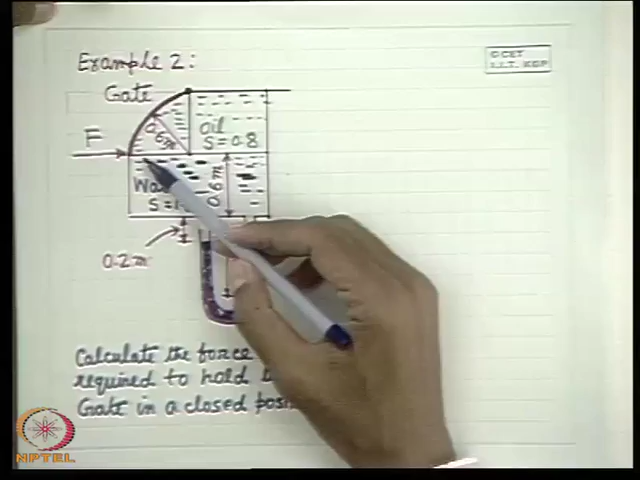 Example 2:
© CET
I.I.T. KGP
Gate
0.6m
Oil
S = 0.8
F
0.6 m
0.2m
Calculate the force
required to hold
Gate in a closed
NPTEL